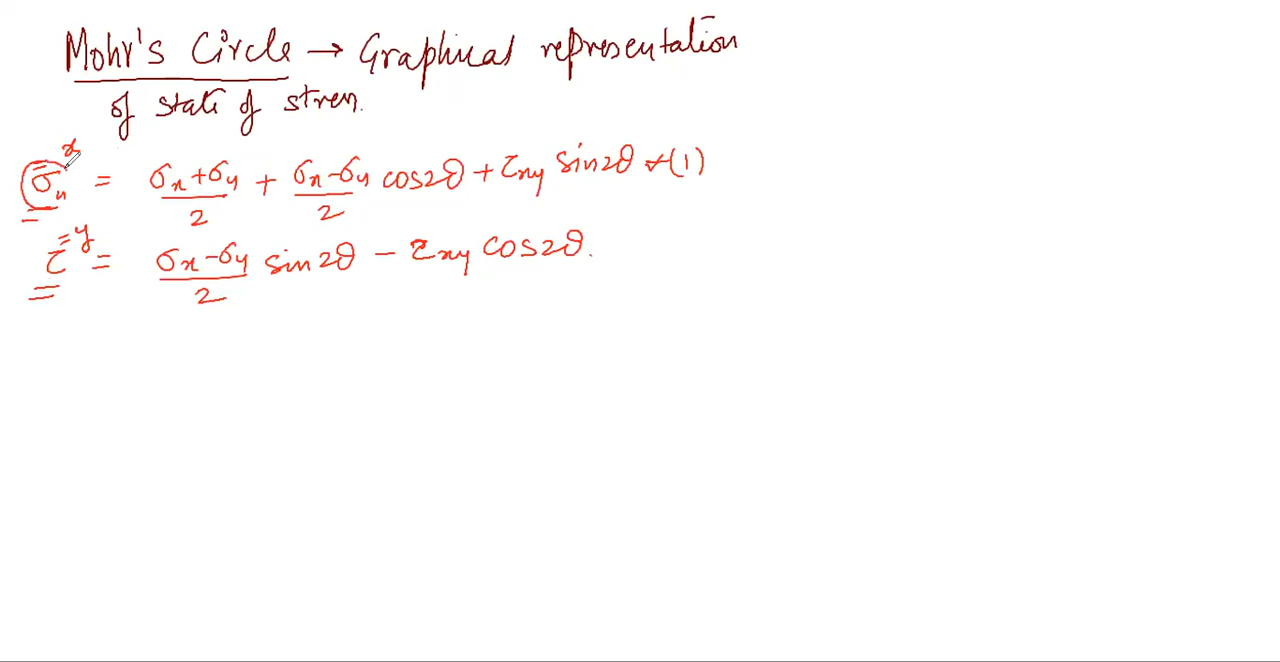 Mohr's Circle → Graphical representation
of state of stress.
x
σn = σx+σy/2 + σx-σy/2 cos2θ + τxy sin2θ → (1)
y
τ = σx-σy/2 sin2θ - τxy cos2θ.